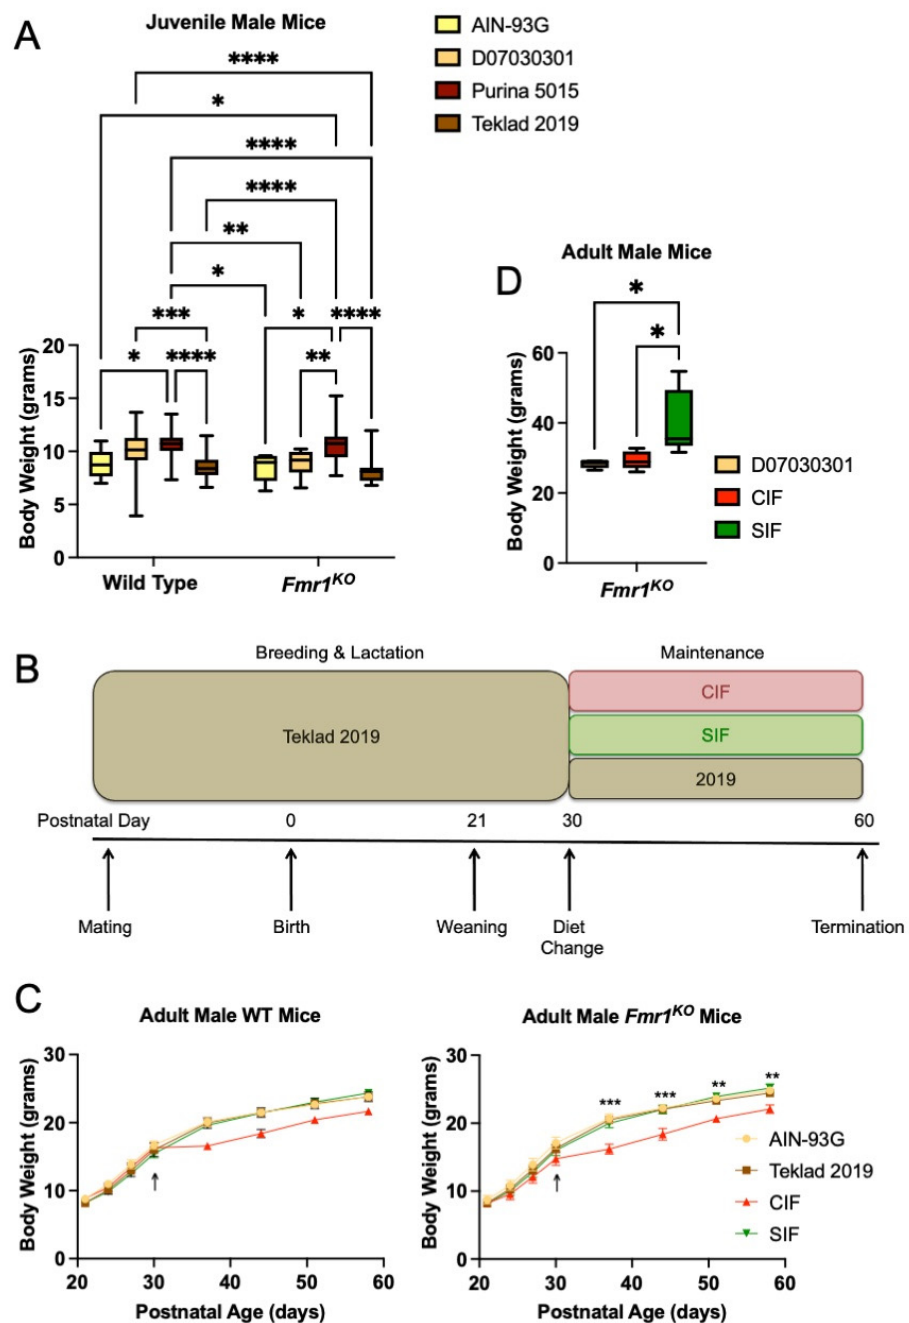 A
Juvenile Male Mice
AIN-93G
D07030301
Purina 5015
Teklad 2019
****
*
****
****
**
*
***
*
****
*
****
**
Body Weight (grams)
20
15
10
5
0
Wild Type
Fmr1KO
D
Adult Male Mice
*
*
Body Weight (grams)
60
40
20
0
Fmr1KO
D07030301
CIF
SIF
B
Breeding & Lactation
Maintenance
Teklad 2019
CIF
SIF
2019
Postnatal Day
0
21
30
60
Mating
Birth
Weaning
Diet
Change
Termination
C
Adult Male WT Mice
Body Weight (grams)
30
20
10
0
20
30
40
50
60
Postnatal Age (days)
Adult Male Fmr1KO Mice
Body Weight (grams)
30
20
10
0
***
***
**
**
20
30
40
50
60
Postnatal Age (days)
AIN-93G
Teklad 2019
CIF
SIF